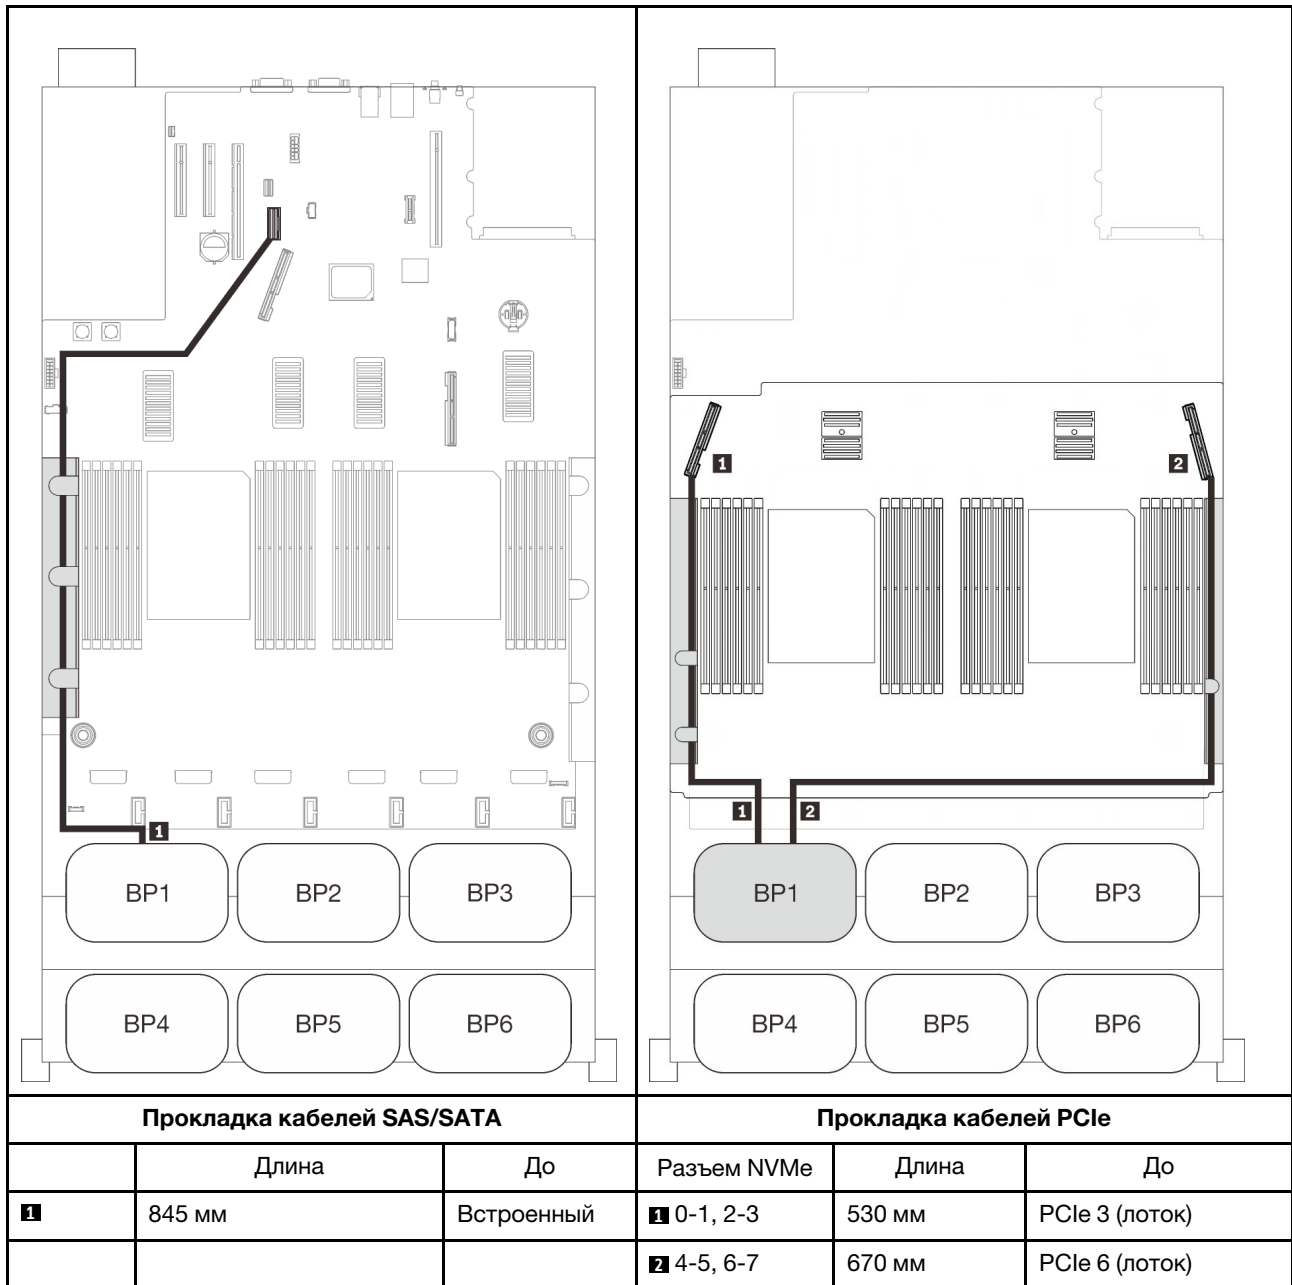 1
BP1 BP2 BP3
BP4 BP5 BP6
1 2
1 2
BP1 BP2 BP3
BP4 BP5 BP6
Прокладка кабелей SAS/SATA
Прокладка кабелей PCIe
Длина До Разъем NVMe Длина До
1 845 мм Встроенный 1 0-1, 2-3 530 мм PCIe 3 (лоток)
2 4-5, 6-7 670 мм PCIe 6 (лоток)